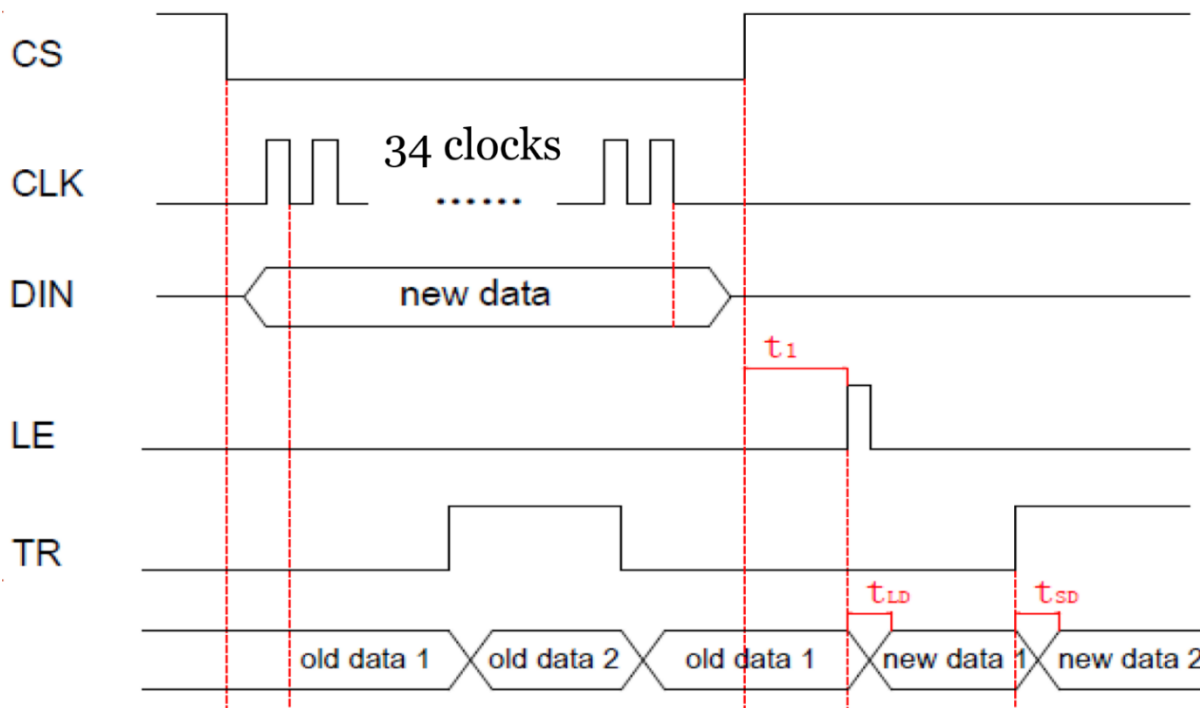 CS
34 clocks
CLK
......
DIN
new data
t1
LE
TR
tLD
tSD
old data 1
old data 2
old data 1
new data 1
new data 2